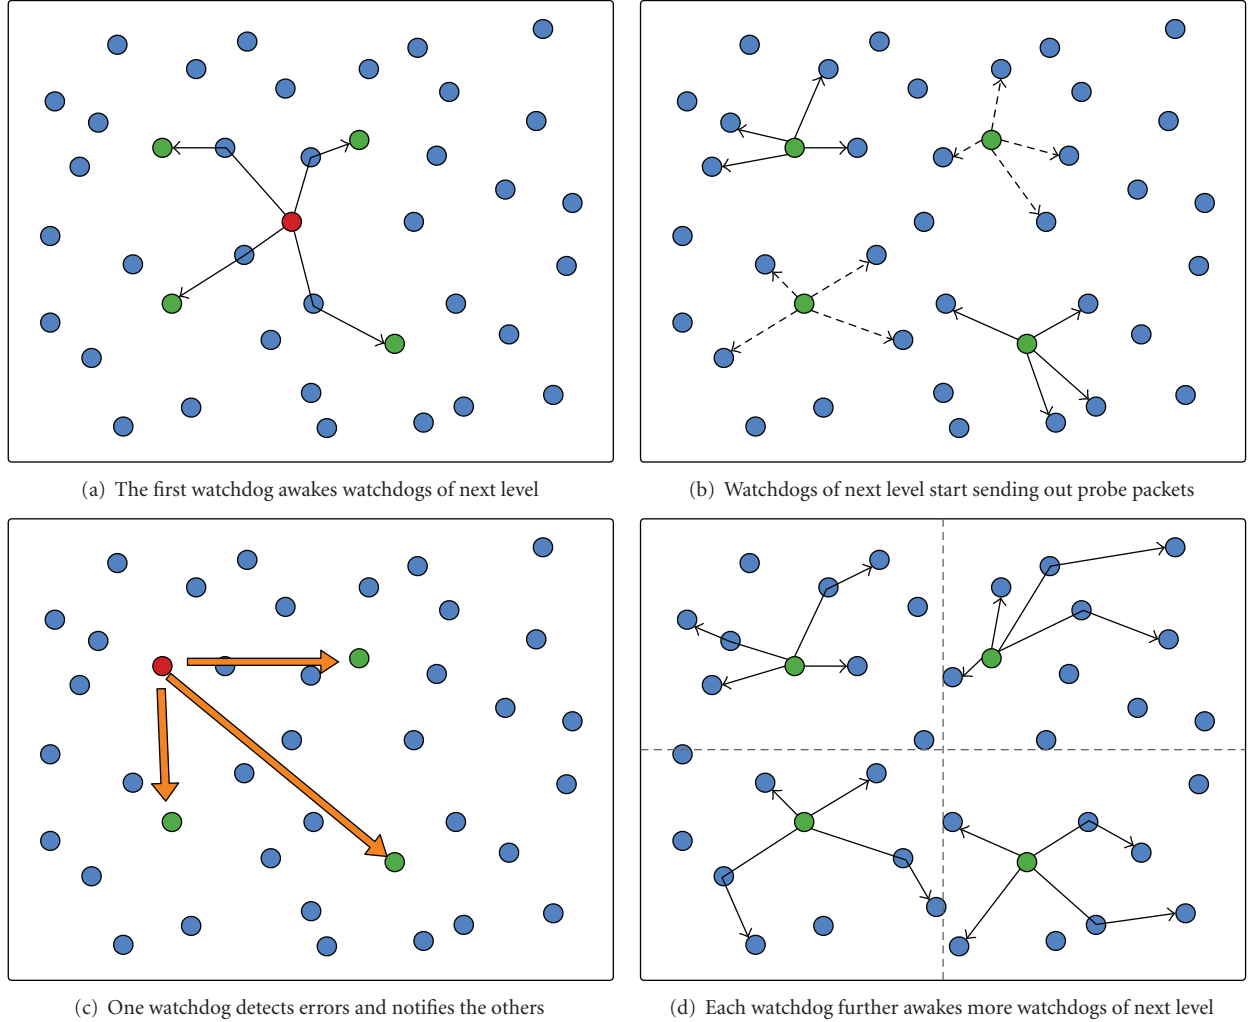 (a) The first watchdog awakes watchdogs of next level
(b) Watchdogs of next level start sending out probe packets
(c) One watchdog detects errors and notifies the others
(d) Each watchdog further awakes more watchdogs of next level